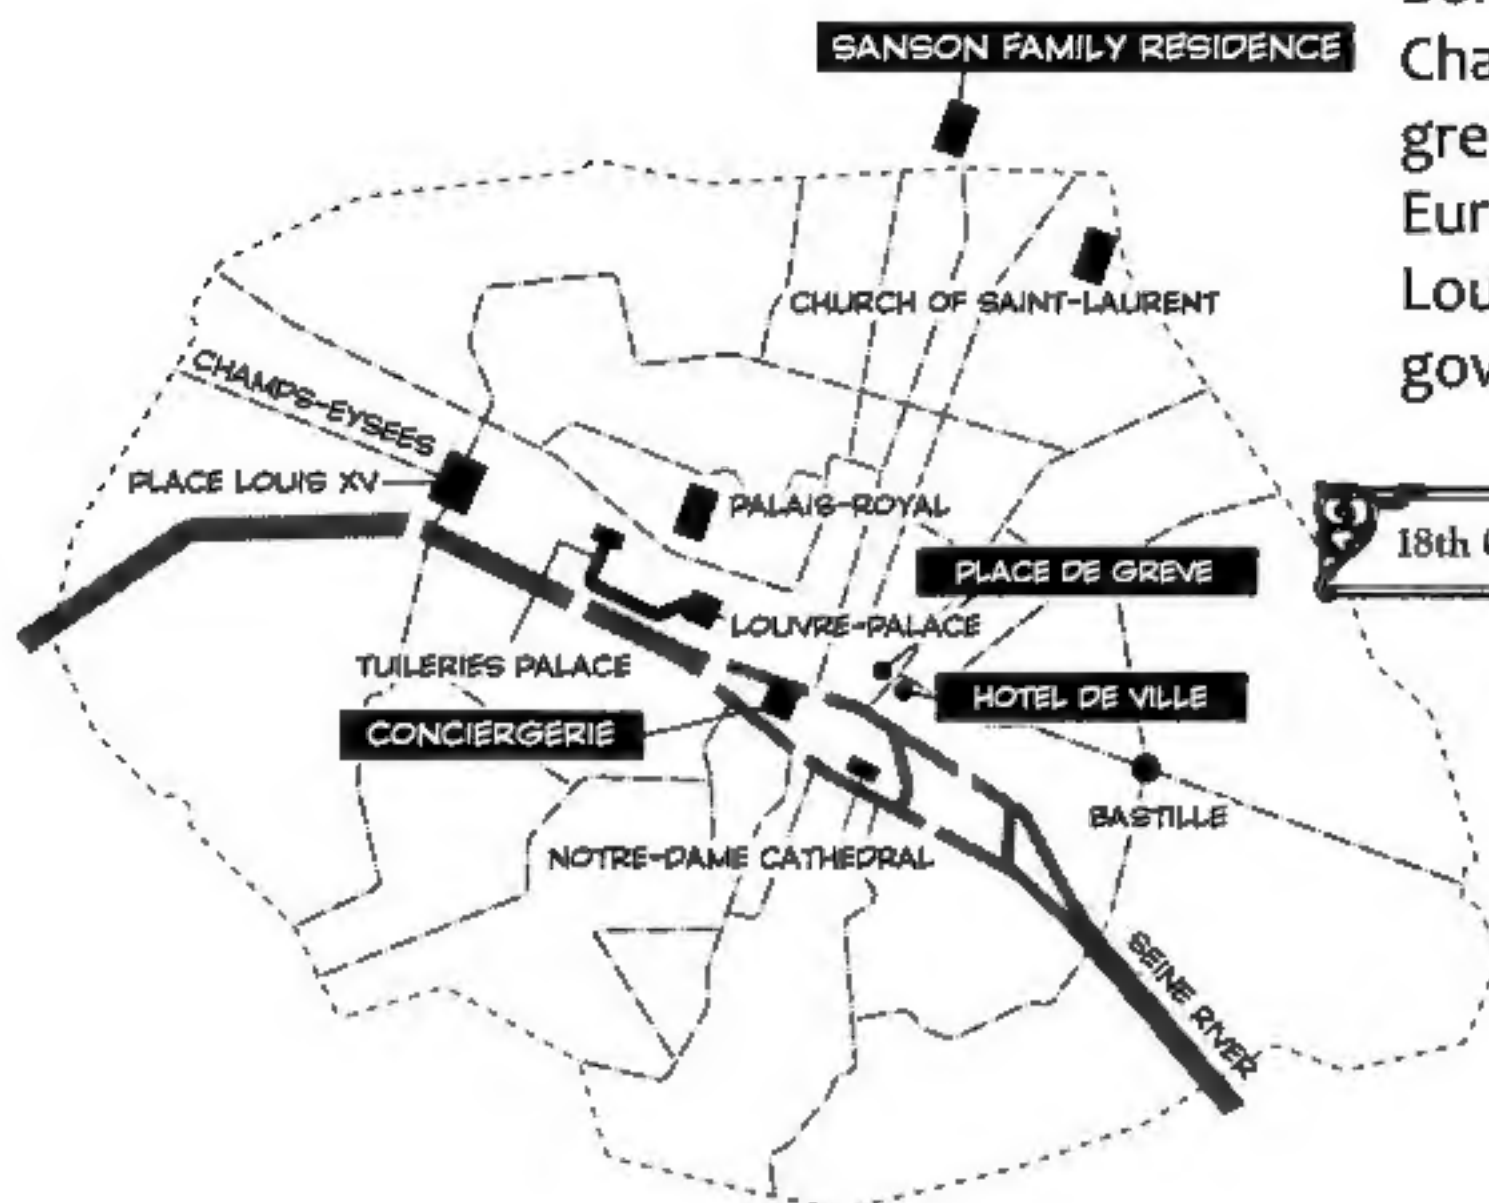 SANSON FAMILY RESIDENCE
Cha
gre
Eur
Lou
gov
CHURCH OF SAINT-LAURENT
CHAMPS-EYSEES
PLACE LOUIS XV
PALAIS-ROYAL
18th
PLACE DE GREVE
LOUVRE-PALACE
TUILERIES PALACE
HOTEL DE VILLE
CONCIERGERIE
BASTILLE
NOTRE-DAME CATHEDRAL
SEINE RIVER